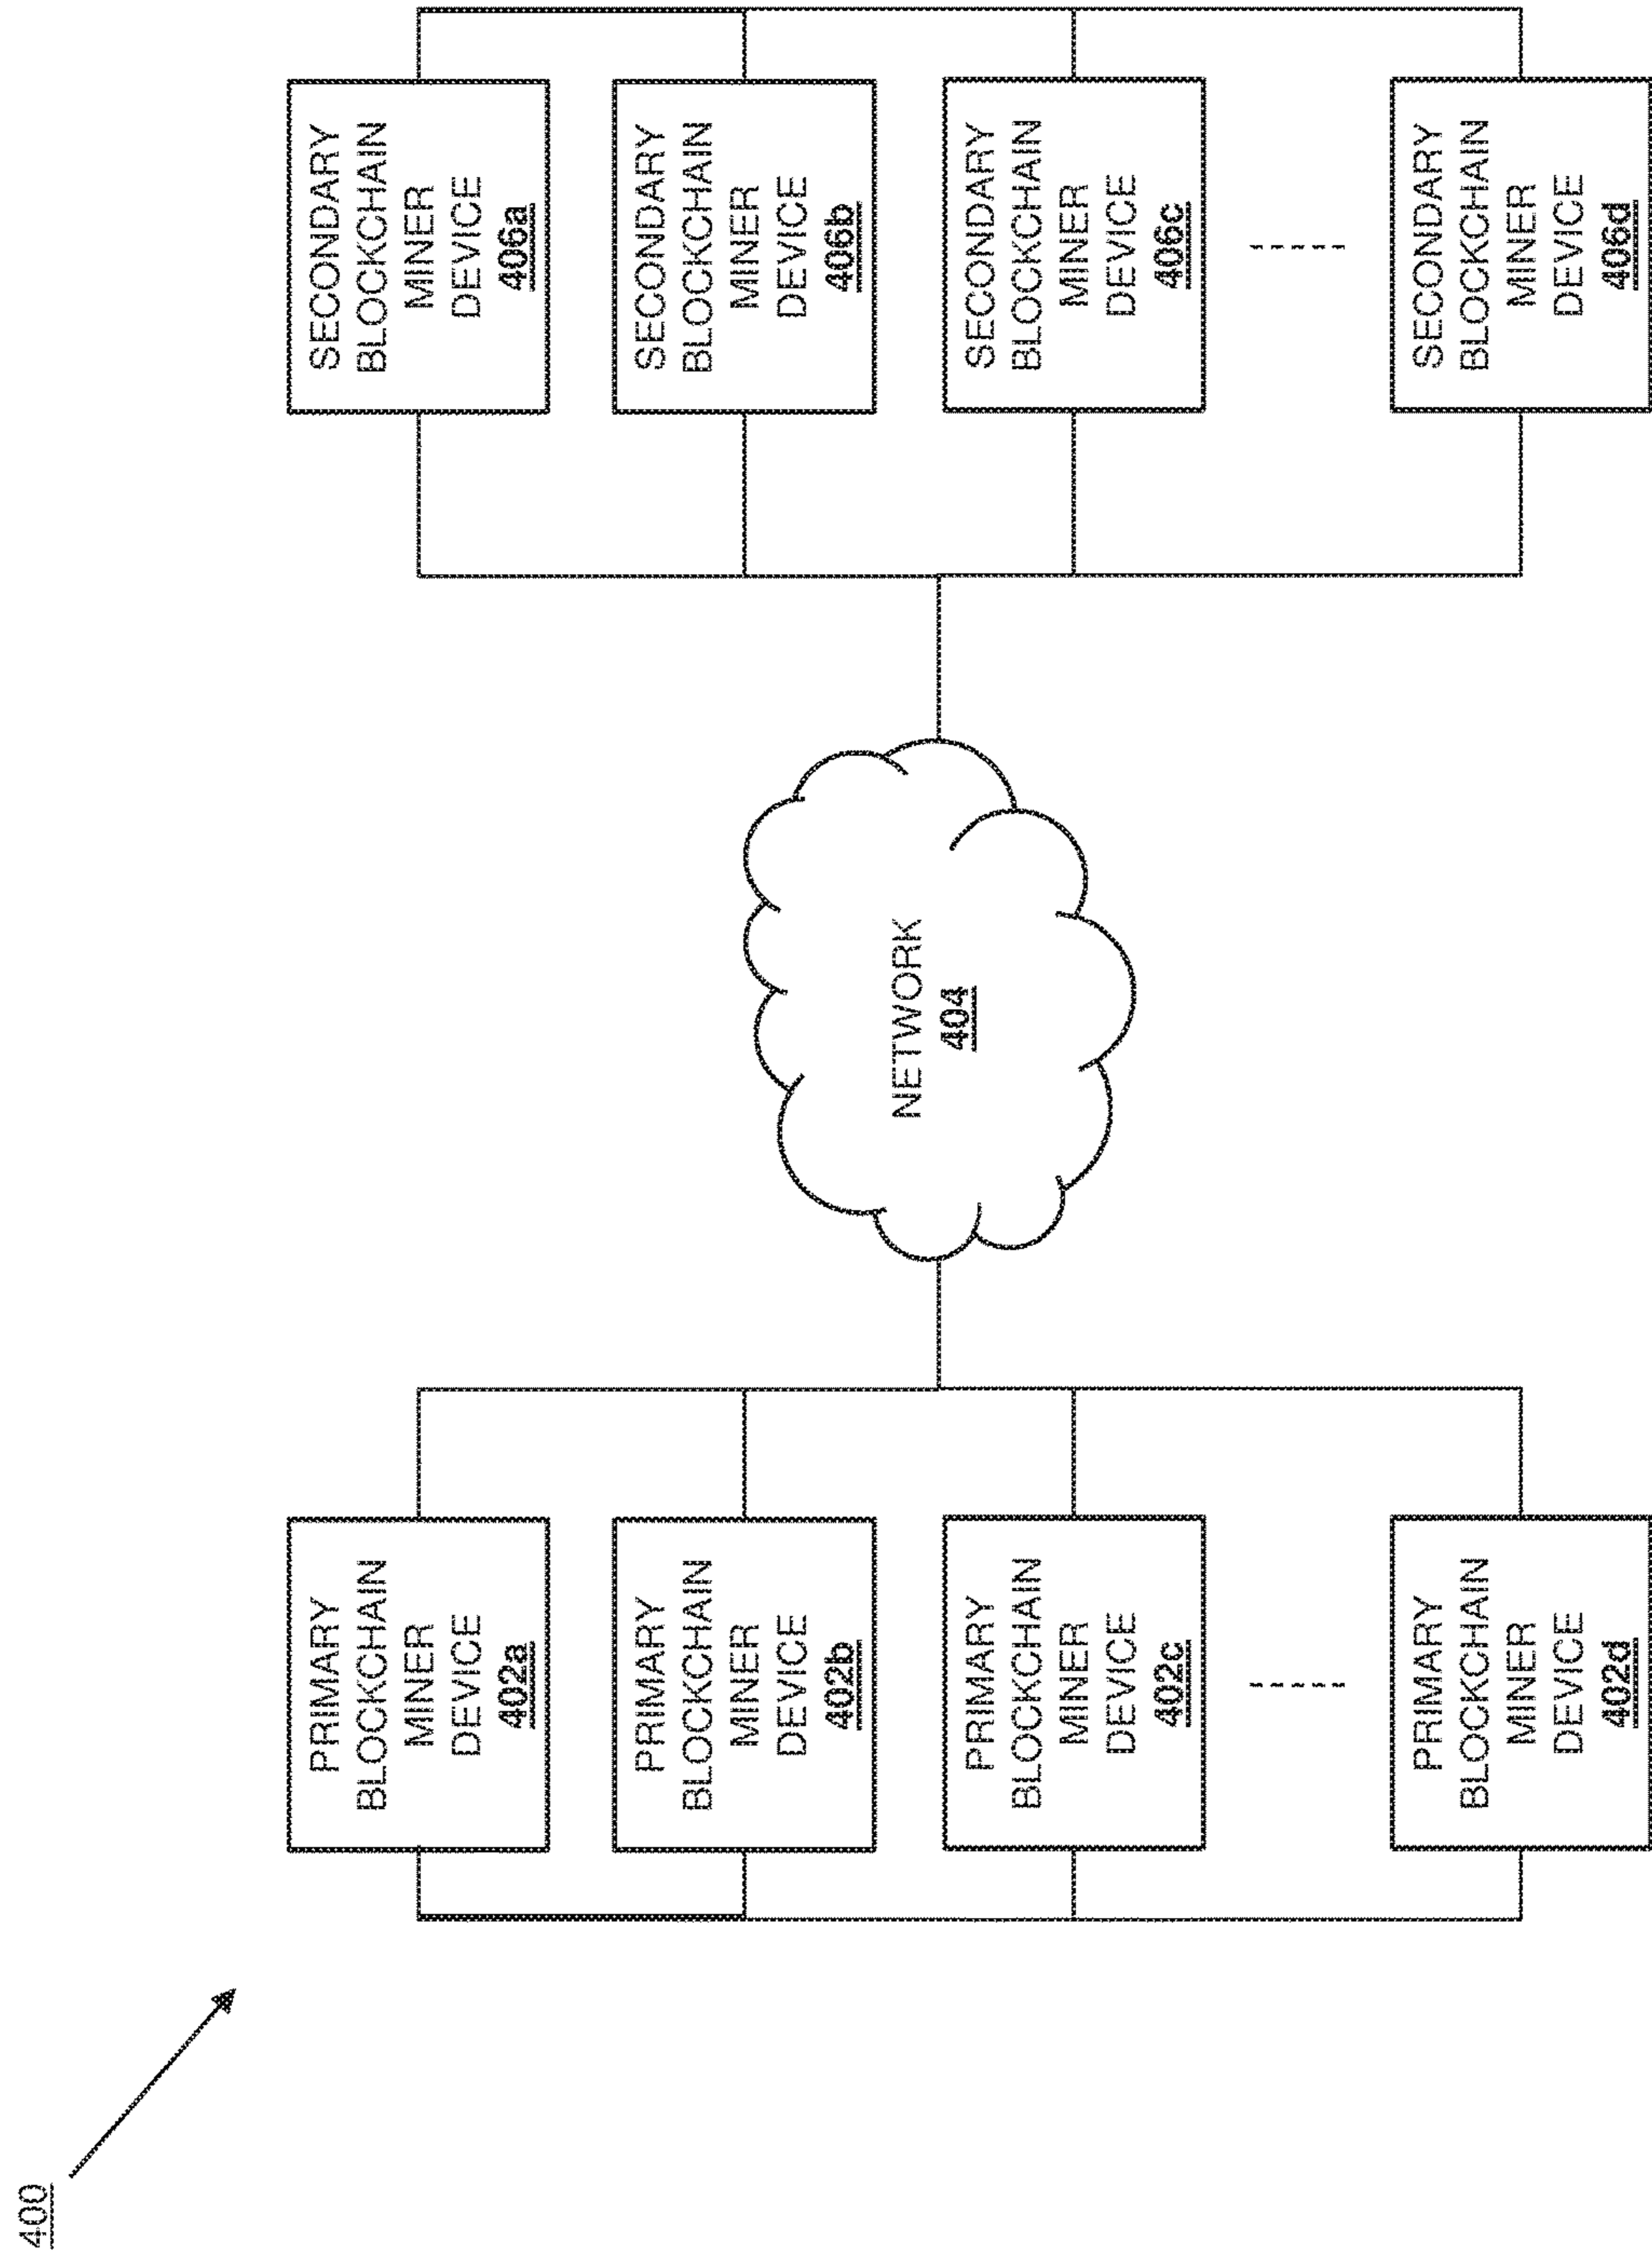 400
PRIMARY
BLOCKCHAIN
MINER
DEVICE
402a
PRIMARY
BLOCKCHAIN
MINER
DEVICE
402b
PRIMARY
BLOCKCHAIN
MINER
DEVICE
402c
PRIMARY
BLOCKCHAIN
MINER
DEVICE
402d
NETWORK
404
SECONDARY
BLOCKCHAIN
MINER
DEVICE
406a
SECONDARY
BLOCKCHAIN
MINER
DEVICE
406b
SECONDARY
BLOCKCHAIN
MINER
DEVICE
406c
SECONDARY
BLOCKCHAIN
MINER
DEVICE
406d